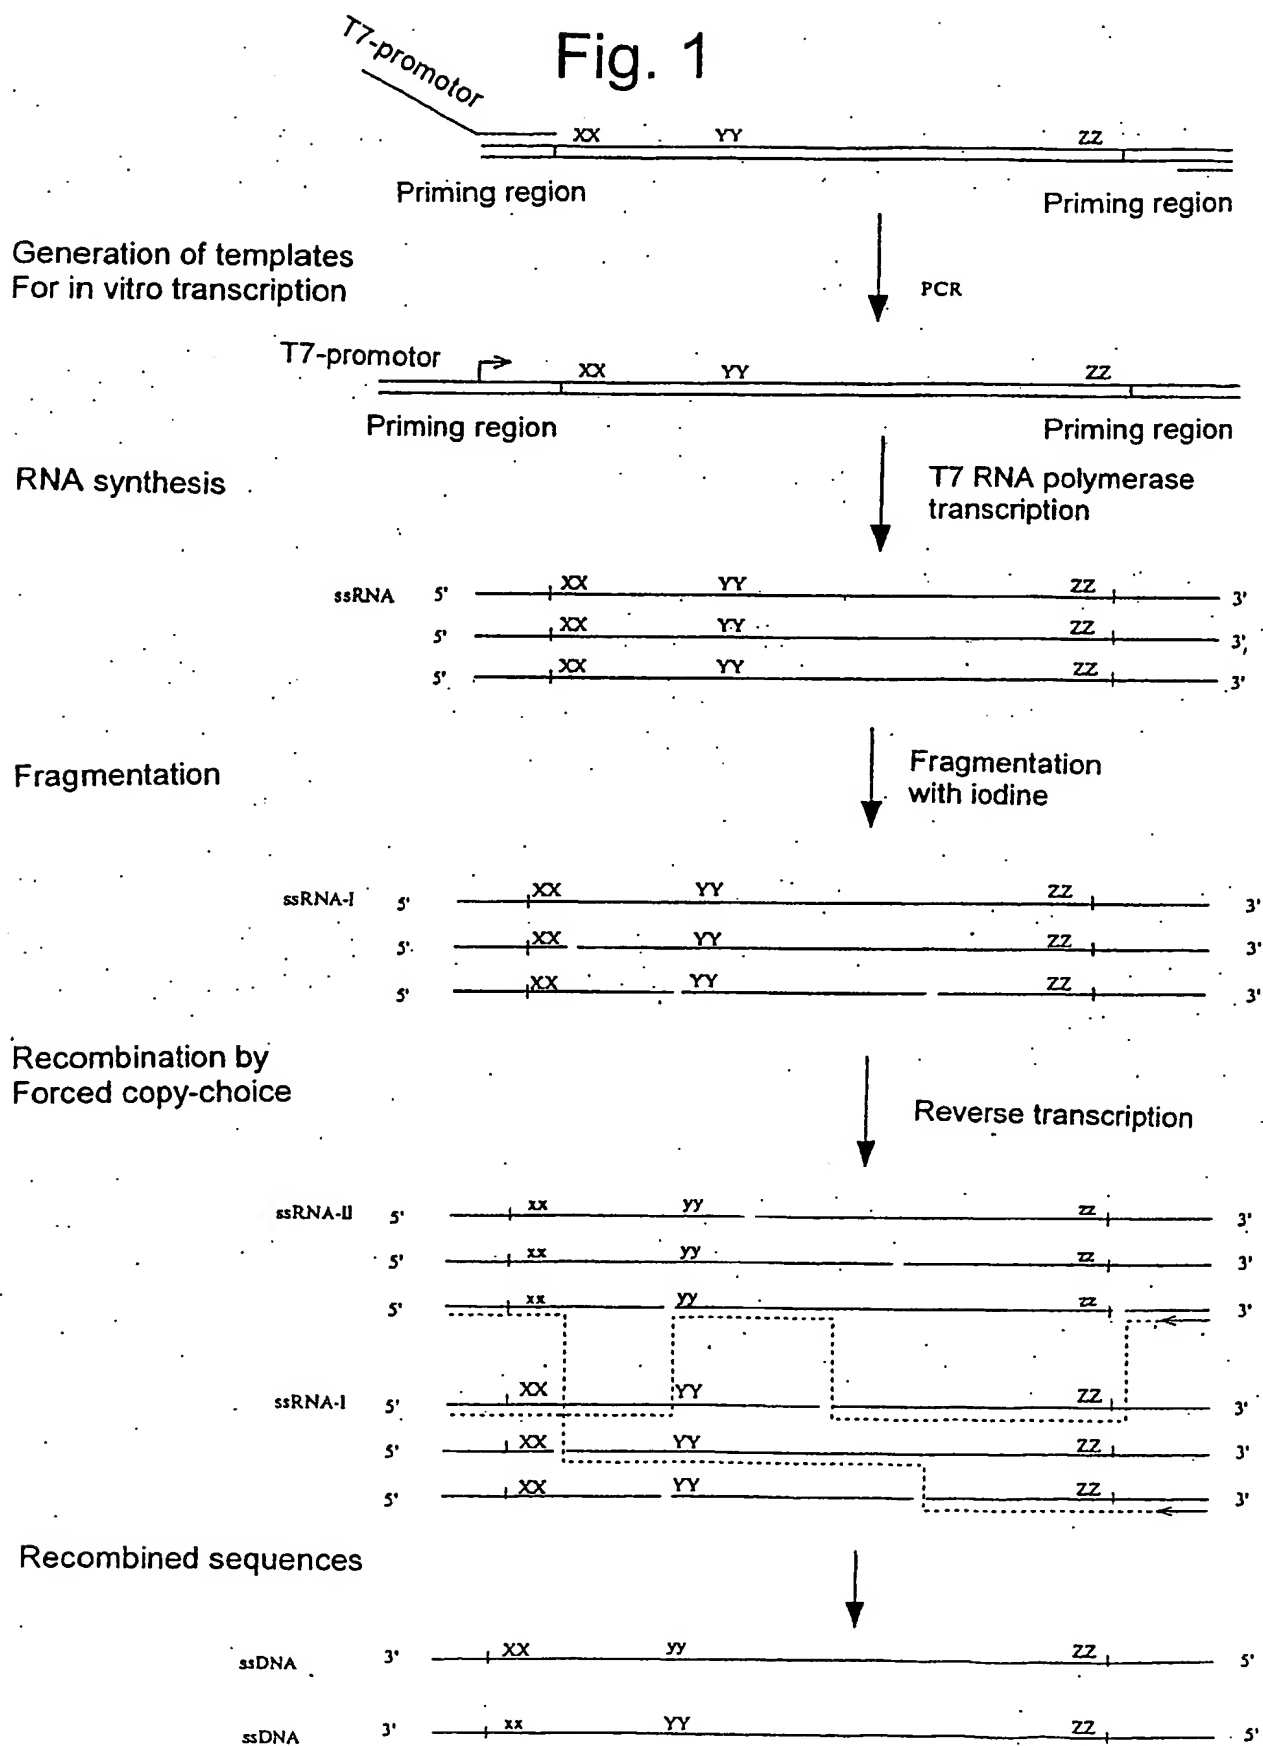 Fig. 1
T7-promotor
XX YY ZZ
Priming region Priming region
Generation of templates
For in vitro transcription
PCR
T7-promotor
XX YY ZZ
Priming region Priming region
RNA synthesis
T7 RNA polymerase
transcription
ssRNA 5' XX YY ZZ 3'
5' XX YY ZZ 3'
5' XX YY ZZ 3'
Fragmentation
Fragmentation
with iodine
ssRNA-I 5' XX YY ZZ 3'
5' XX YY ZZ 3'
5' XX YY ZZ 3'
Recombination by
Forced copy-choice
Reverse transcription
ssRNA-II 5' xx yy zz 3'
5' xx yy zz 3'
5' xx yy zz 3'
ssRNA-I 5' XX YY ZZ 3'
5' XX YY ZZ 3'
5' XX YY ZZ 3'
Recombined sequences
ssDNA 3' XX yy ZZ 5'
ssDNA 3' xx YY ZZ 5'